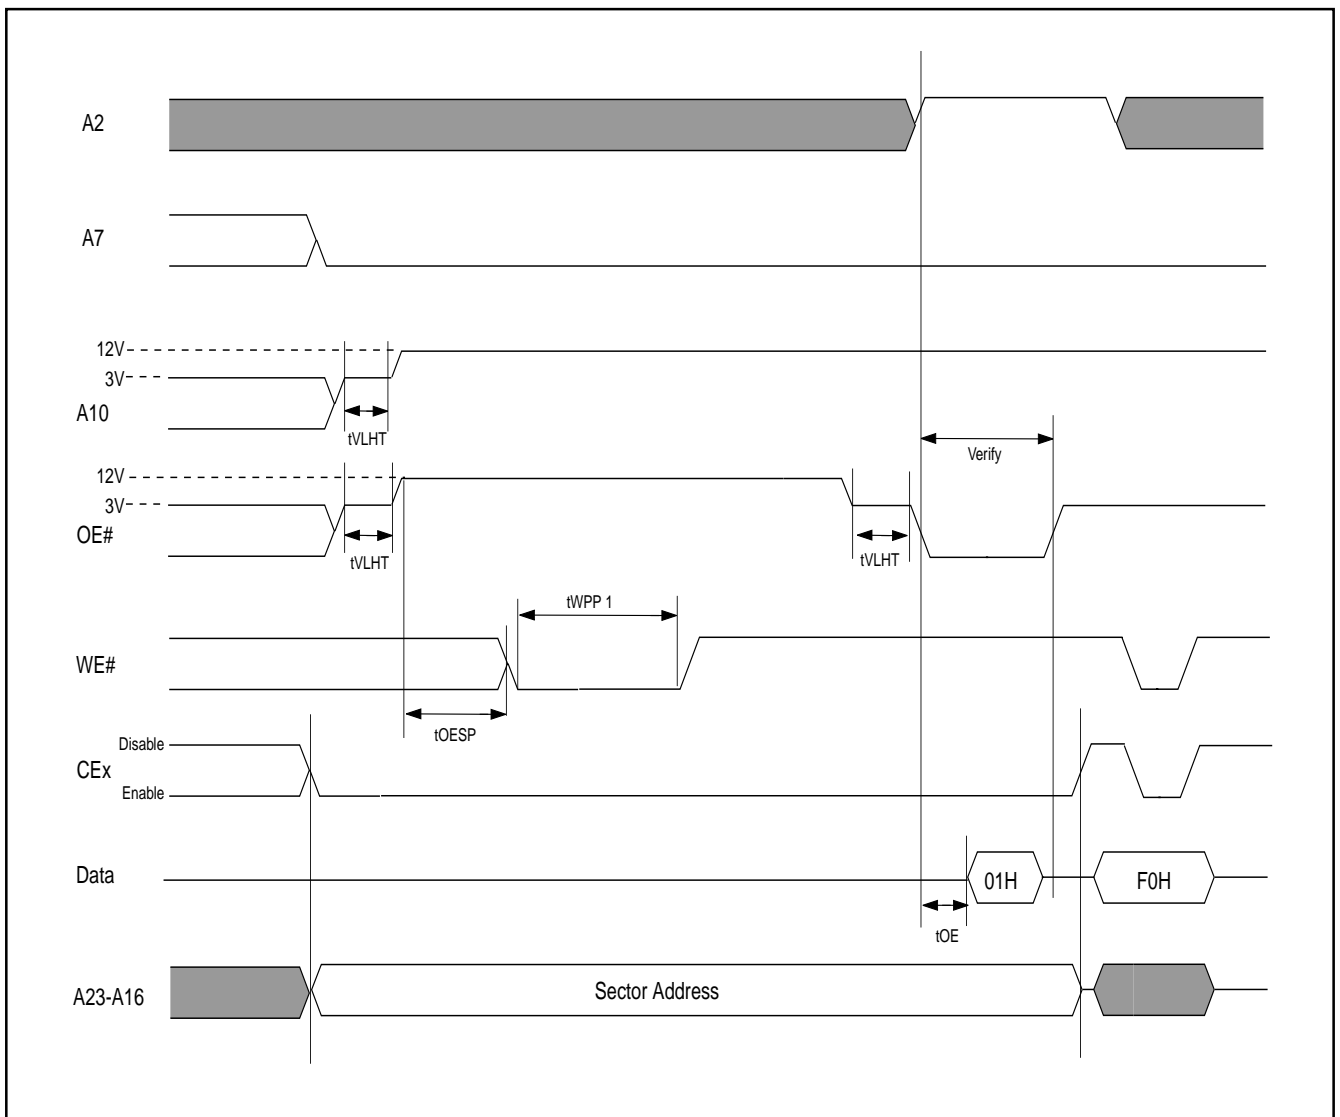 A2
A7
12V
3V
A10
tVLHT
Verify
12V
3V
OE#
tVLHT
tVLHT
tWPP 1
WE#
tOESP
Disable
CEx
Enable
Data
01H
F0H
tOE
A23-A16
Sector Address